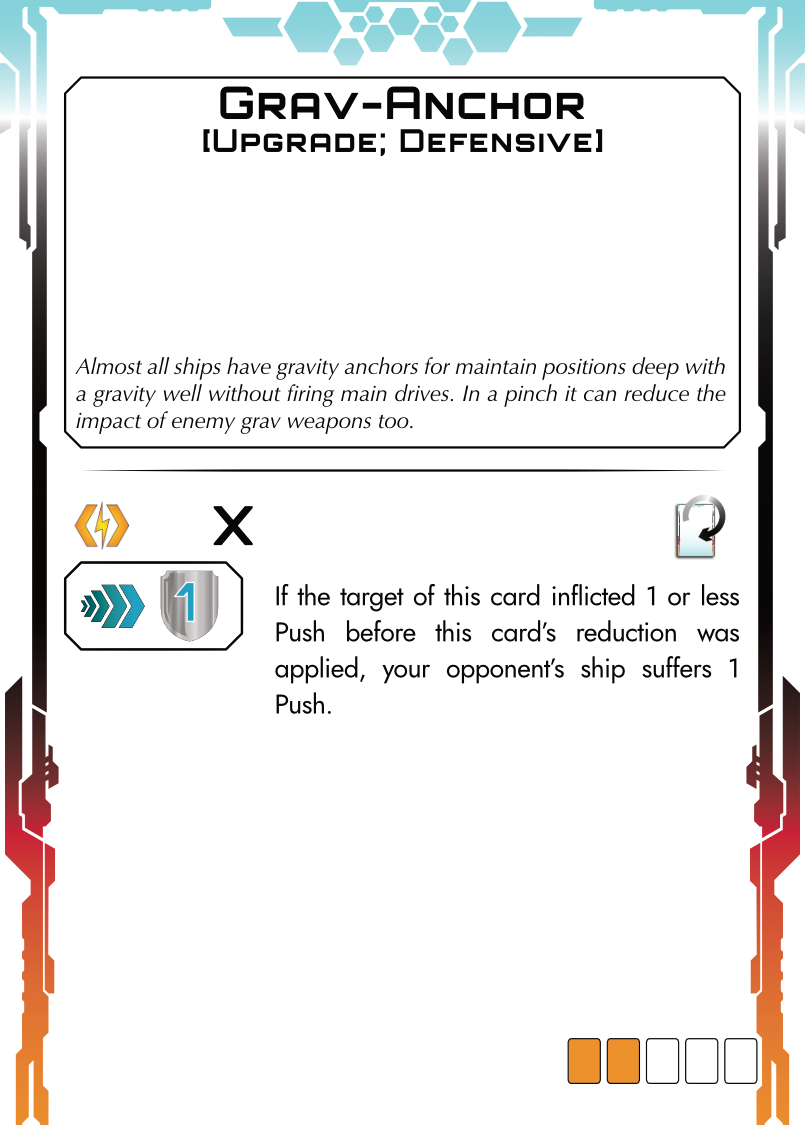 Grav-Anchor
[Upgrade; Defensive]
Almost all ships have gravity anchors for maintain positions deep with
a gravity well without firing main drives. In a pinch it can reduce the
impact of enemy grav weapons too.
X
1
If the target of this card inflicted 1 or less
Push before this card's reduction was
applied, your opponent's ship suffers 1
Push.